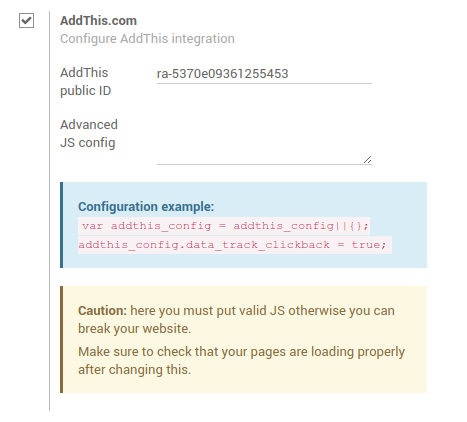 AddThis.com
Configure AddThis integration
AddThis
public ID
ra-5370e09361255453
Advanced
JS config
Configuration example:
var addthis_config = addthis_config||{};
addthis_config.data_track_clickback = true;
Caution: here you must put valid JS otherwise you can
break your website.
Make sure to check that your pages are loading properly
after changing this.